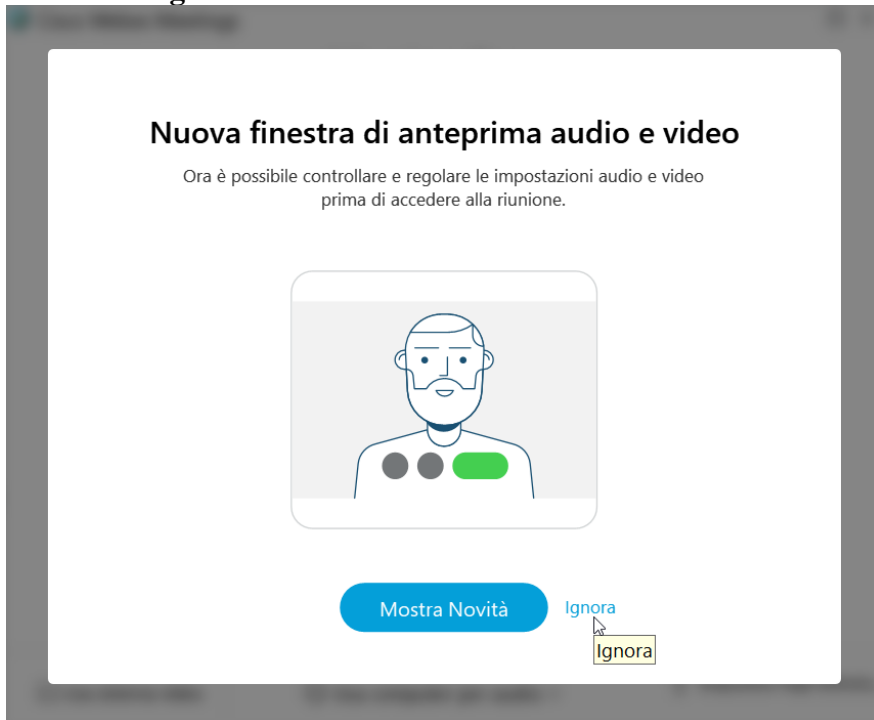 Nuova finestra di anteprima audio e video
Ora è possibile controllare e regolare le impostazioni audio e video
prima di accedere alla riunione.
Mostra Novità
Ignora
Ignora